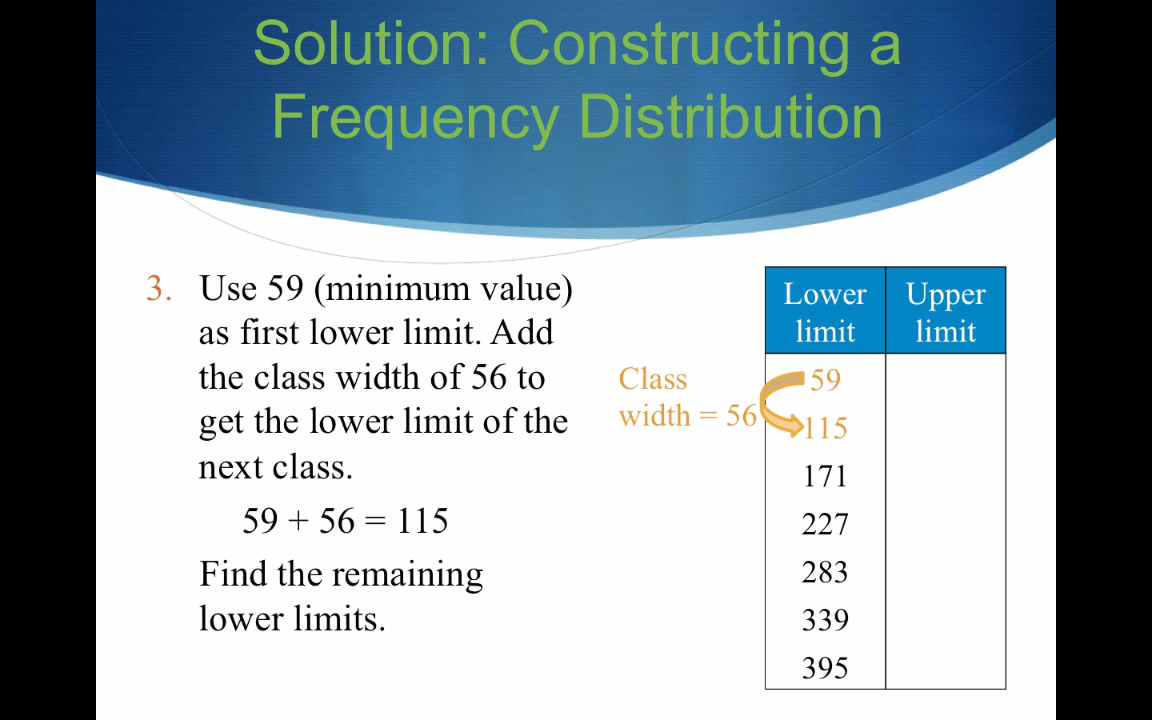 Solution: Constructing a
Frequency Distribution
3. Use 59 (minimum value)
as first lower limit. Add
the class width of 56 to
get the lower limit of the
next class.
59 + 56 = 115
Find the remaining
lower limits.
Class
width = 56
Lower limit Upper limit
59
115
171
227
283
339
395